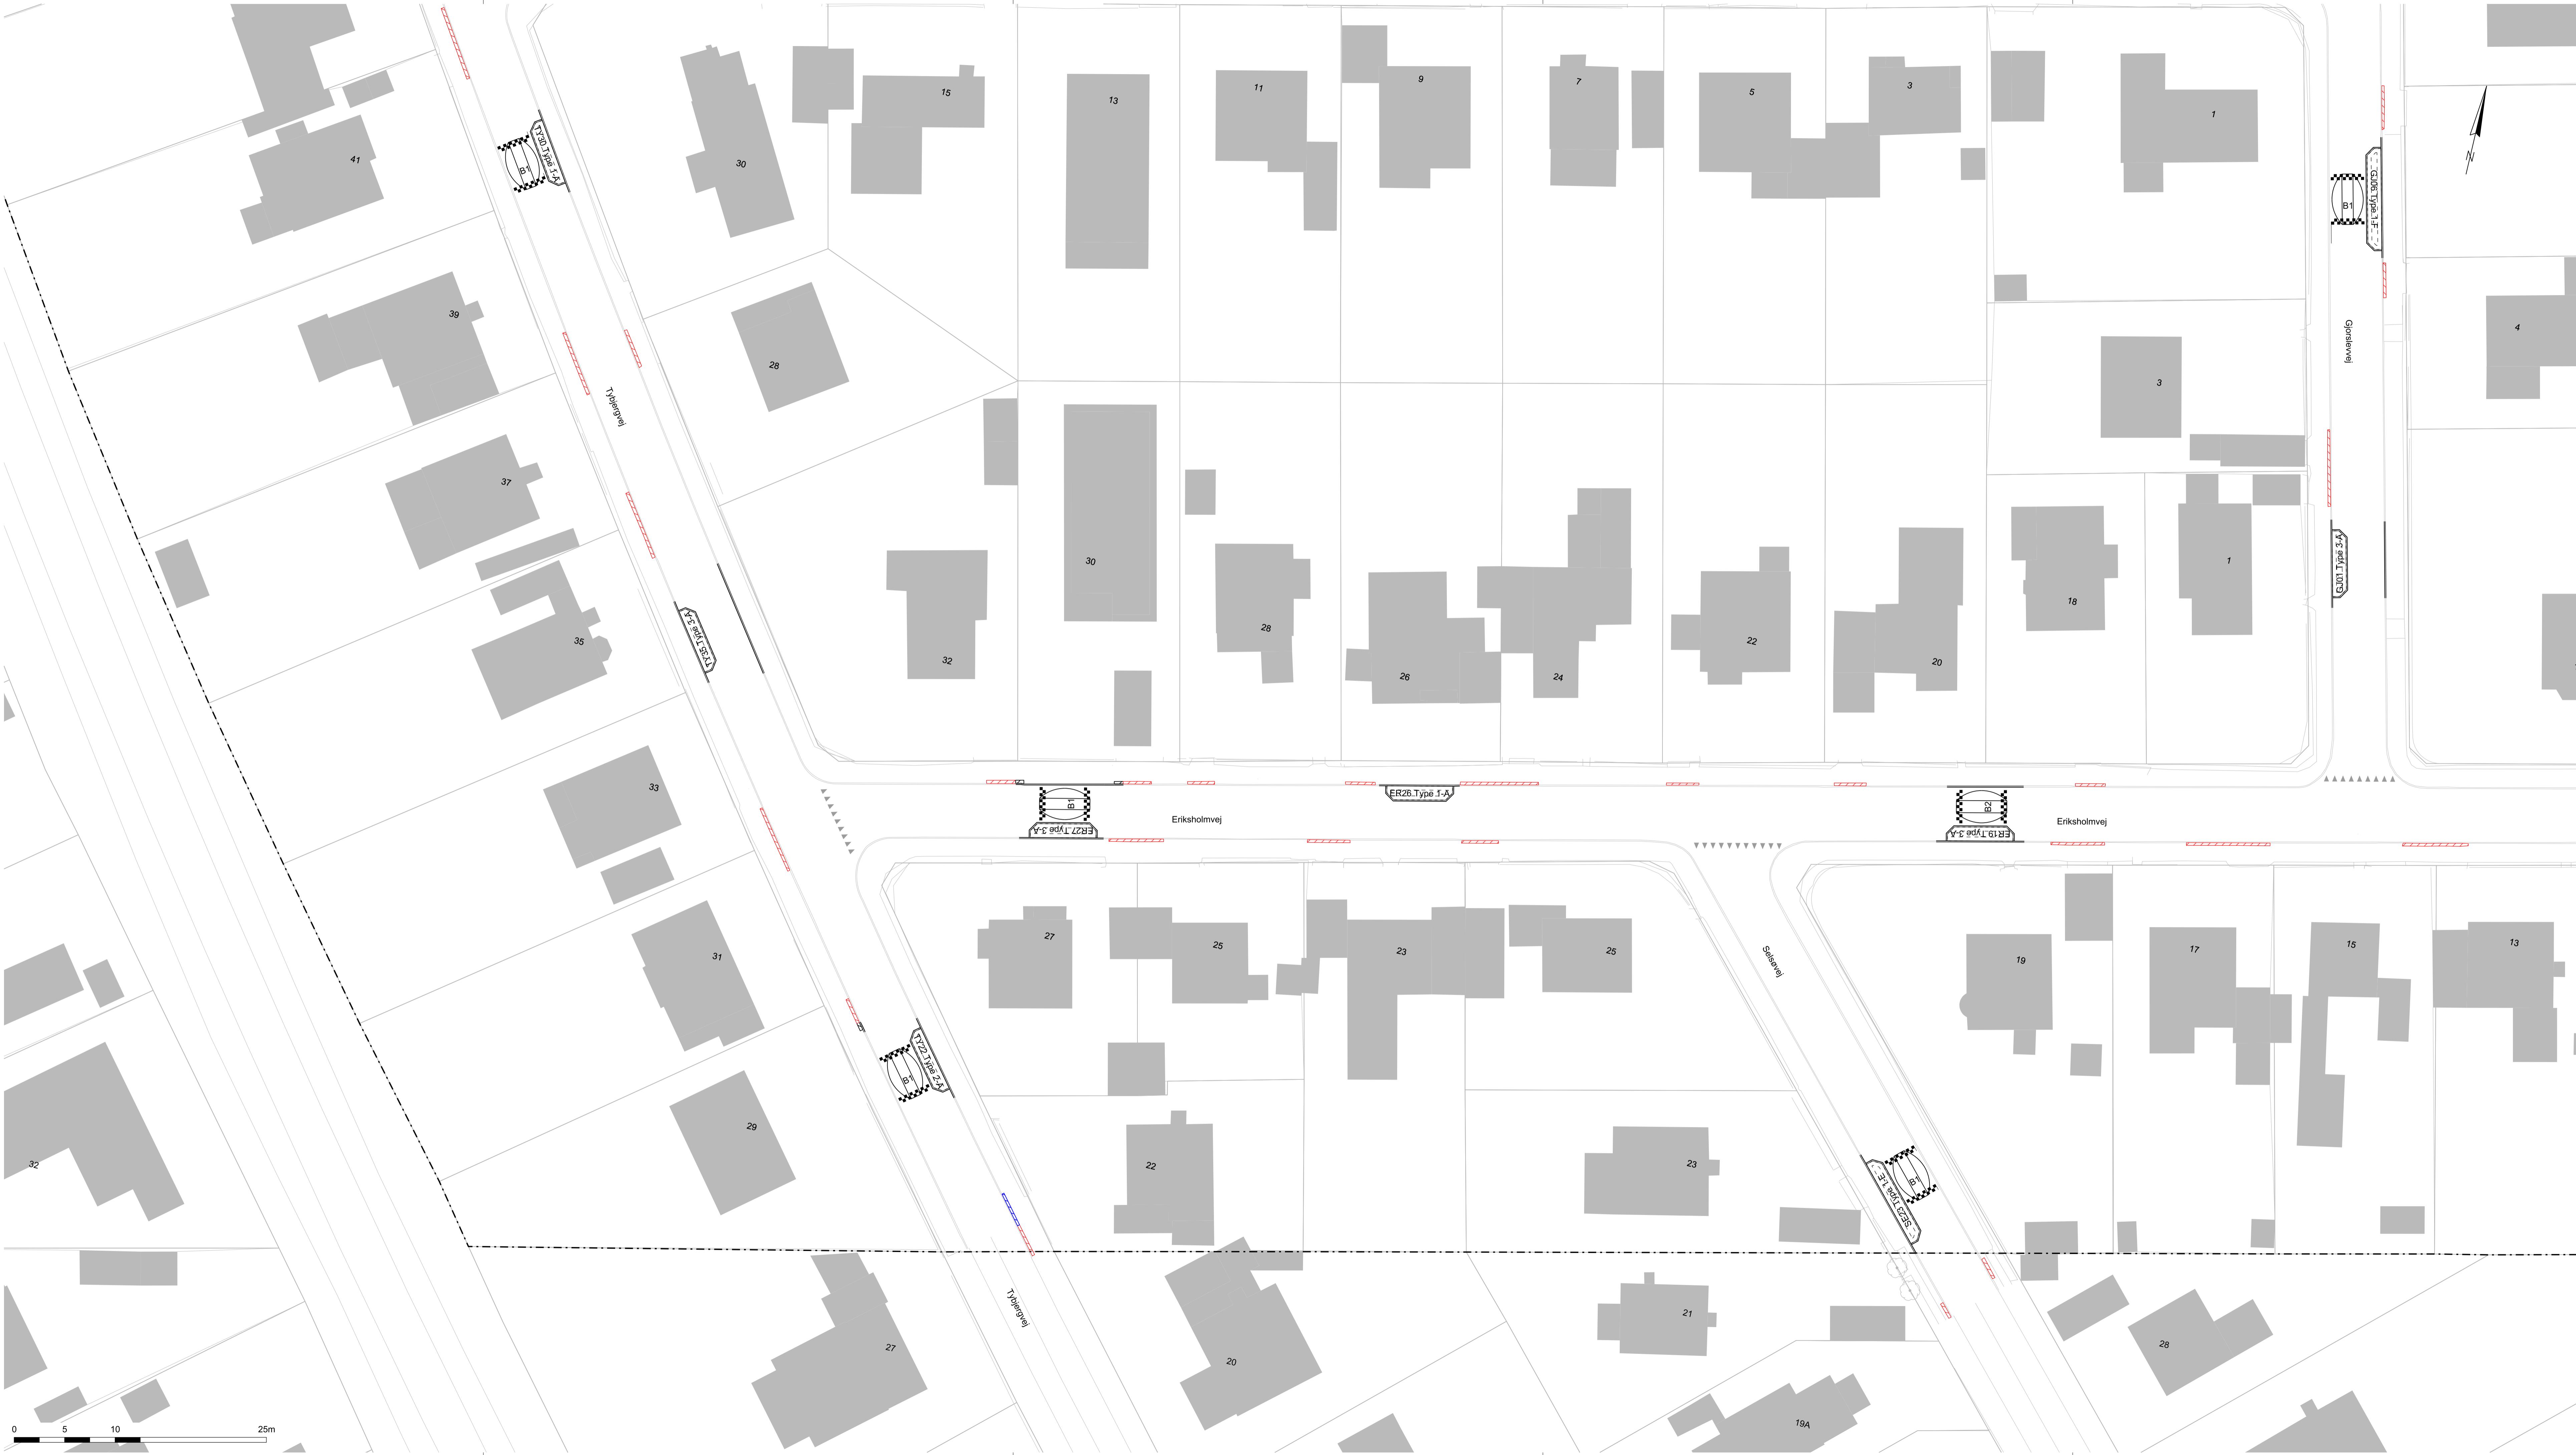 15
13
11
9
7
5
3
1
41
30
TY30 Type 1-A
B1
B1
GJ06 Type 1-F
N
39
28
Tybjergvej
Gjorslevvej
4
3
37
35
TY35 Type 3-A
32
30
28
26
24
22
20
18
1
GJ01 Type 3-A
33
B1
ER27 Type 3-A
Eriksholmvej
ER26 Type 1-A
B2
ER19 Type 3-A
Eriksholmvej
31
27
25
23
25
Selsøvej
19
17
15
13
B1
TY22 Type 2-A
29
22
23
B1
SE23 Type 1-E
32
Tybjergvej
27
20
21
28
19A
0 5 10 25m